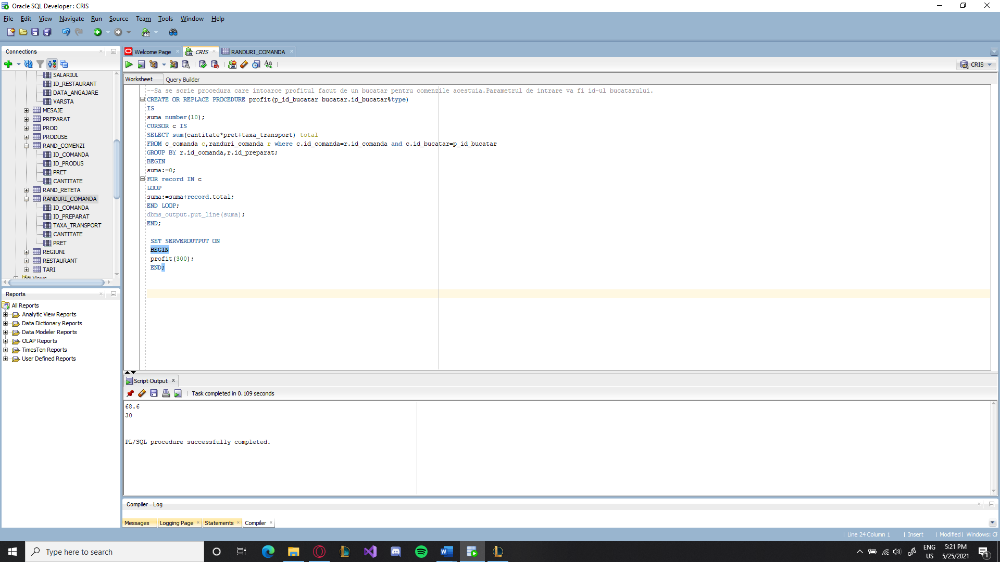 Oracle SQL Developer : CRIS
File Edit View Navigate Run Source Team Tools Window Help
Connections
SALARIUL
ID_RESTAURANT
DATA_ANGAJARE
VARSTA
MESAJE
PREPARAT
PROD
PRODUSE
RAND_COMENZI
ID_COMANDA
ID_PRODUS
PRET
CANTITATE
RAND_RETETA
RANDURI_COMANDA
ID_COMANDA
ID_PREPARAT
TAXA_TRANSPORT
CANTITATE
PRET
REGIUNI
RESTAURANT
TARI
Views
Reports
All Reports
Analytic View Reports
Data Dictionary Reports
Data Modeler Reports
OLAP Reports
TimesTen Reports
User Defined Reports
Welcome Page CRIS RANDURI_COMANDA
CRIS
Worksheet Query Builder
--Sa se scrie procedura care intoarce profitul facut de un bucatar pentru comenzile acestuia.Parametrul de intrare va fi id-ul bucatarului.
CREATE OR REPLACE PROCEDURE profit(p_id_bucatar bucatar.id_bucatar%type)
IS
suma number(10);
CURSOR c IS
SELECT sum(cantitate*pret+taxa_transport) total
FROM c_comanda c,randuri_comanda r where c.id_comanda=r.id_comanda and c.id_bucatar=p_id_bucatar
GROUP BY r.id_comanda,r.id_preparat;
BEGIN
suma:=0;
FOR record IN c
LOOP
suma:=suma+record.total;
END LOOP;
dbms_output.put_line(suma);
END;
SET SERVEROUTPUT ON
BEGIN
profit(300);
END;
Script Output
Task completed in 0.109 seconds
68.6
30
PL/SQL procedure successfully completed.
Compiler - Log
Messages Logging Page Statements Compiler
Line 24 Column 1 Insert Modified Windows: CF
Type here to search
ENG
US
5:21 PM
5/25/2021
1